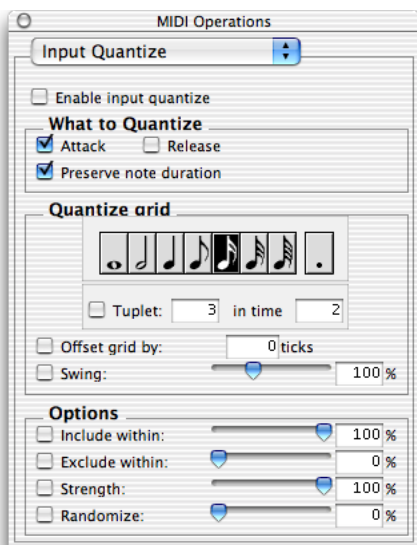 MIDI Operations
Input Quantize
Enable input quantize
What to Quantize
Attack Release
Preserve note duration
Quantize grid
Tuplet: 3 in time 2
Offset grid by: 0 ticks
Swing: 100 %
Options
Include within: 100 %
Exclude within: 0 %
Strength: 100 %
Randomize: 0 %